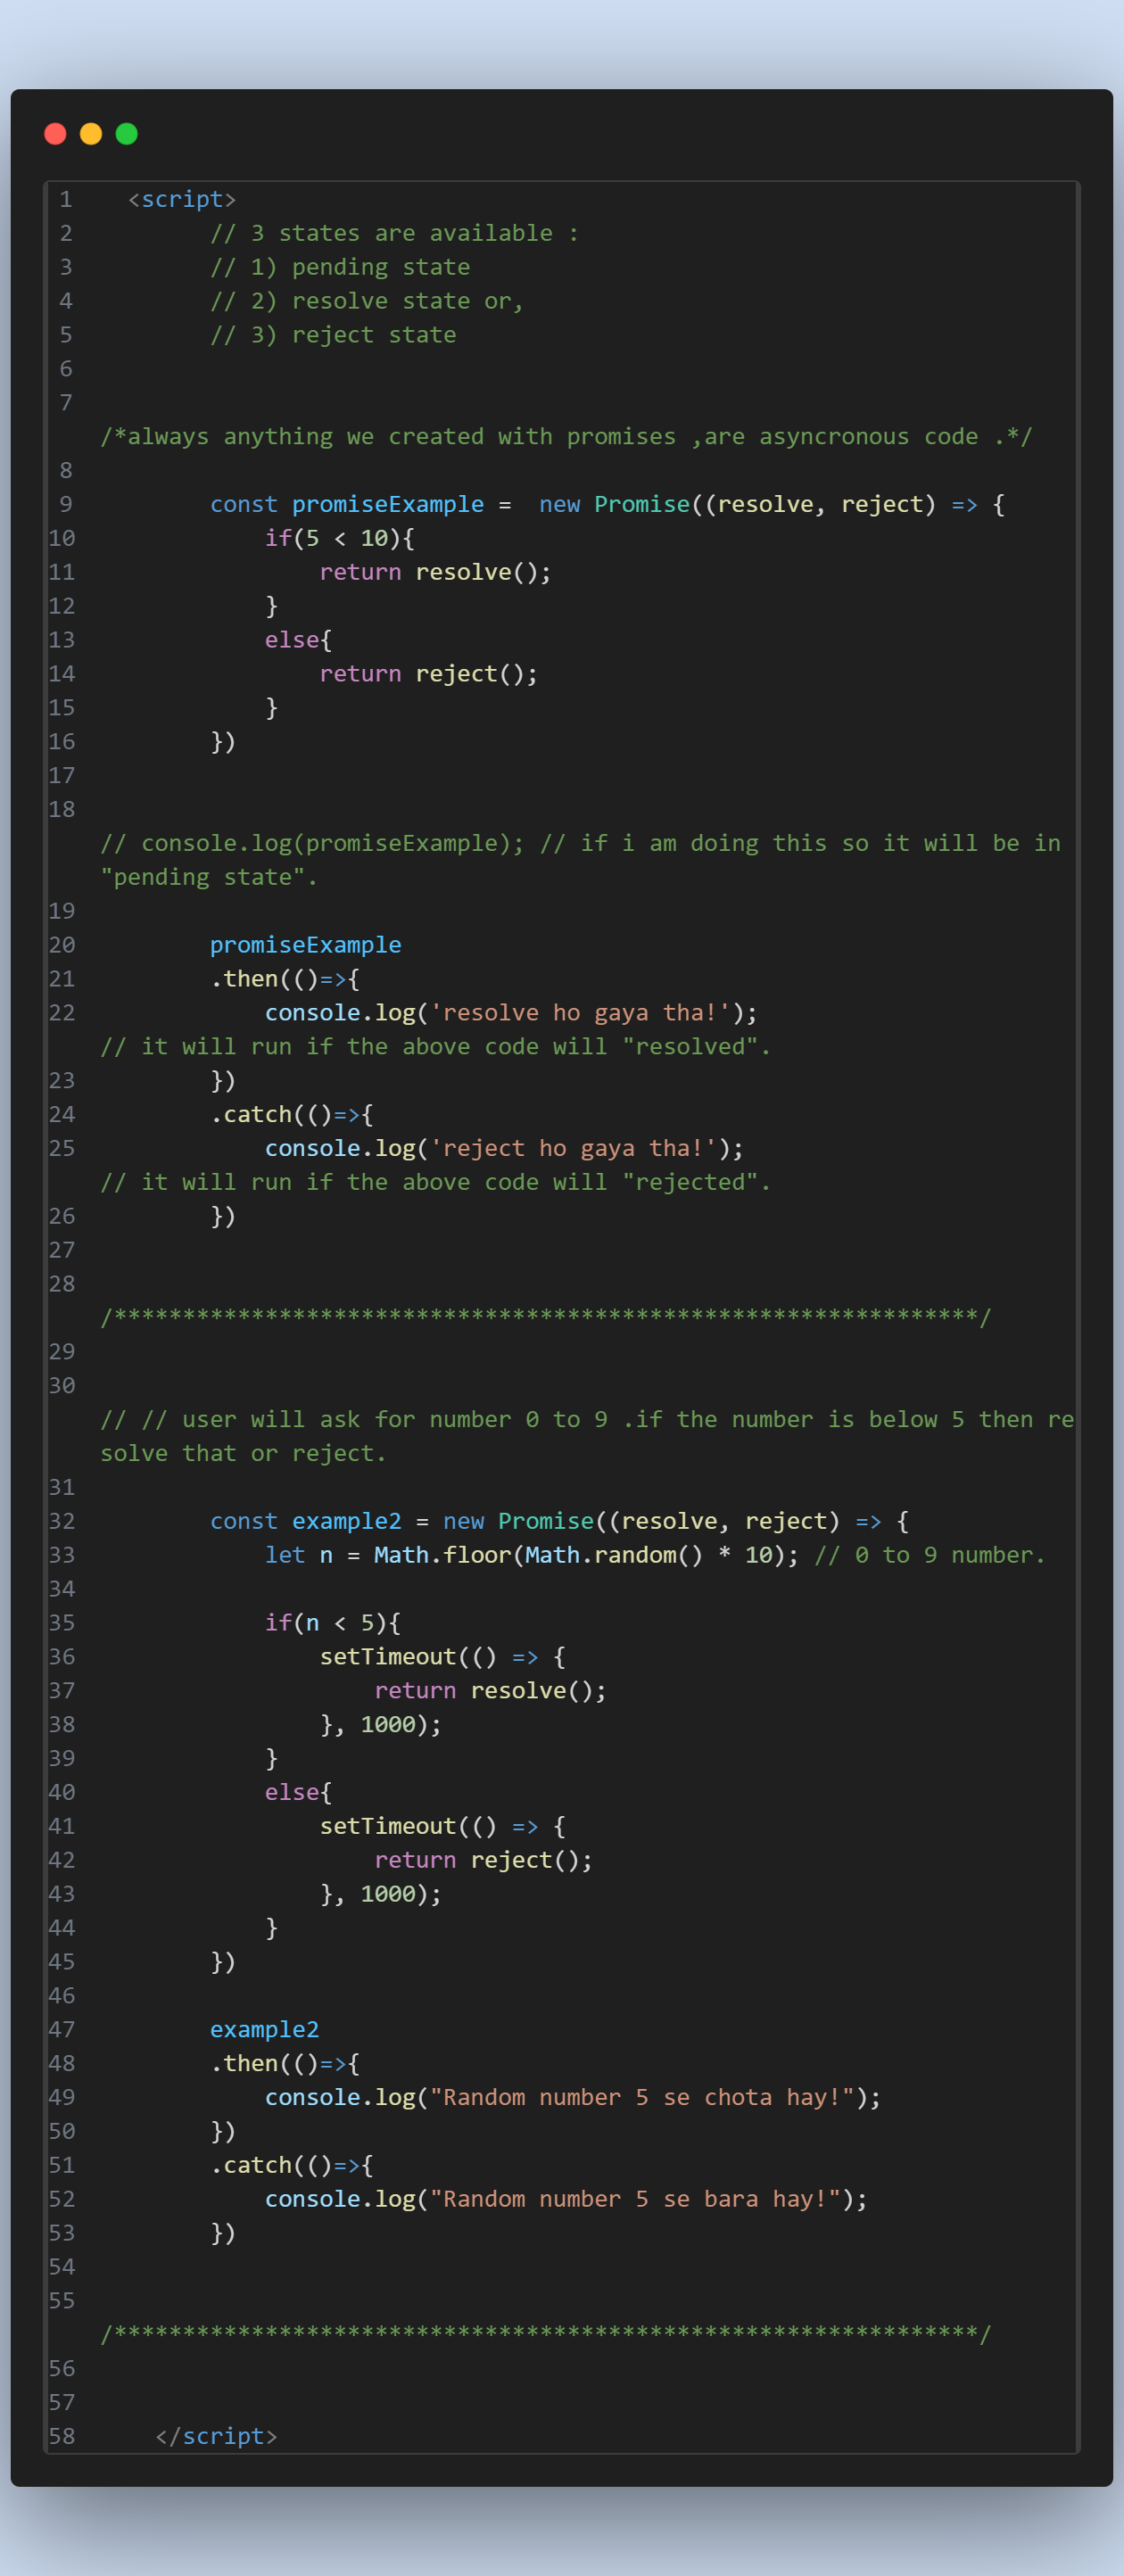 1    <script>
2          // 3 states are available :
3          // 1) pending state
4          // 2) resolve state or,
5          // 3) reject state
6
7
/*always anything we created with promises ,are asyncronous code .*/
8
9          const promiseExample =  new Promise((resolve, reject) => {
10             if(5 < 10){
11                 return resolve();
12             }
13             else{
14                 return reject();
15             }
16         })
17
18
// console.log(promiseExample); // if i am doing this so it will be in
"pending state".
19
20         promiseExample
21         .then(()=>{
22             console.log('resolve ho gaya tha!');
// it will run if the above code will "resolved".
23         })
24         .catch(()=>{
25             console.log('reject ho gaya tha!');
// it will run if the above code will "rejected".
26         })
27
28
/***************************************************************/
29
30
// // user will ask for number 0 to 9 .if the number is below 5 then re
solve that or reject.
31
32         const example2 = new Promise((resolve, reject) => {
33             let n = Math.floor(Math.random() * 10); // 0 to 9 number.
34
35             if(n < 5){
36                 setTimeout(() => {
37                     return resolve();
38                 }, 1000);
39             }
40             else{
41                 setTimeout(() => {
42                     return reject();
43                 }, 1000);
44             }
45         })
46
47         example2
48         .then(()=>{
49             console.log("Random number 5 se chota hay!");
50         })
51         .catch(()=>{
52             console.log("Random number 5 se bara hay!");
53         })
54
55
/***************************************************************/
56
57
58     </script>